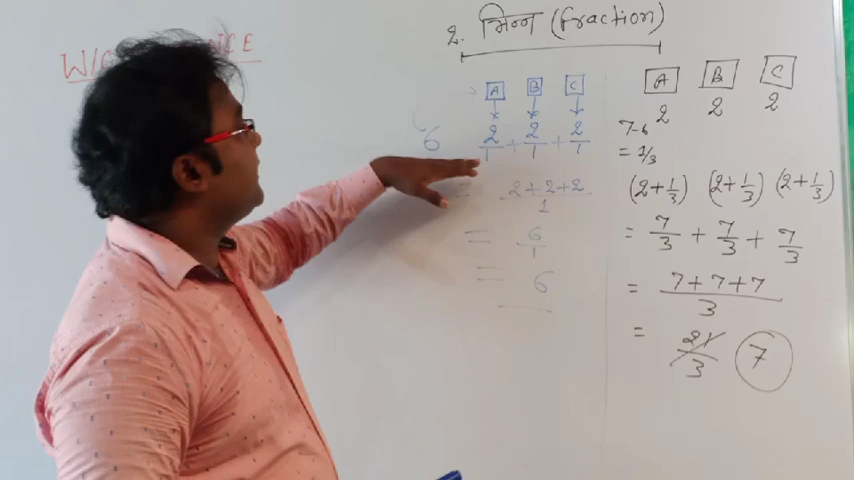 2. भिन्न (Fraction)
A B C
6 2/1 + 2/1 + 2/1
= 2+2+2/1
= 6/1
= 6
A B C
2 2 2
7-6
= 1/3
(2+1/3) (2+1/3) (2+1/3)
= 7/3 + 7/3 + 7/3
= 7+7+7/3
= 21/3 7